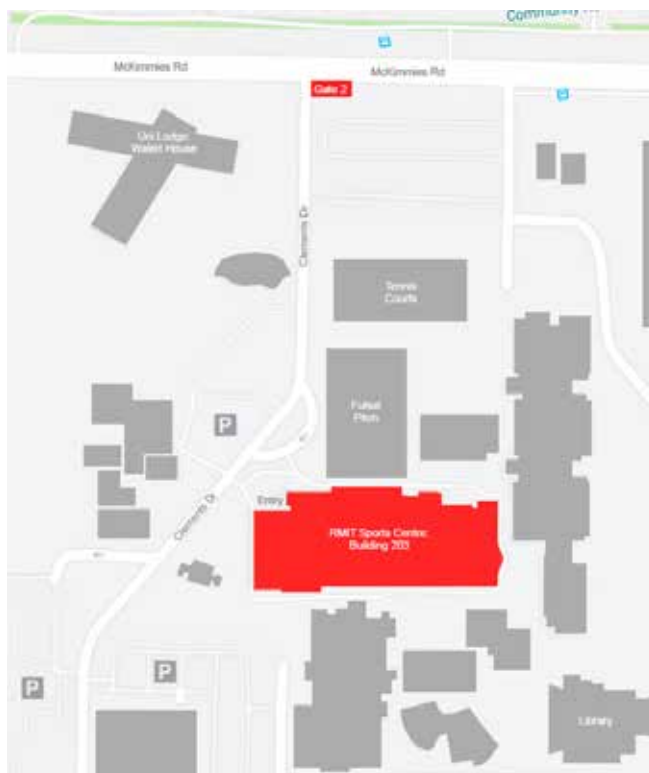 Community
McKimmies Rd
McKimmies Rd
Gate 2
Uni Lodge
Walert House
Clements Dr
Tennis
Courts
Futsal
Pitch
P
Entry
RMIT Sports Centre
Building 203
Clements Dr
P
P
Library